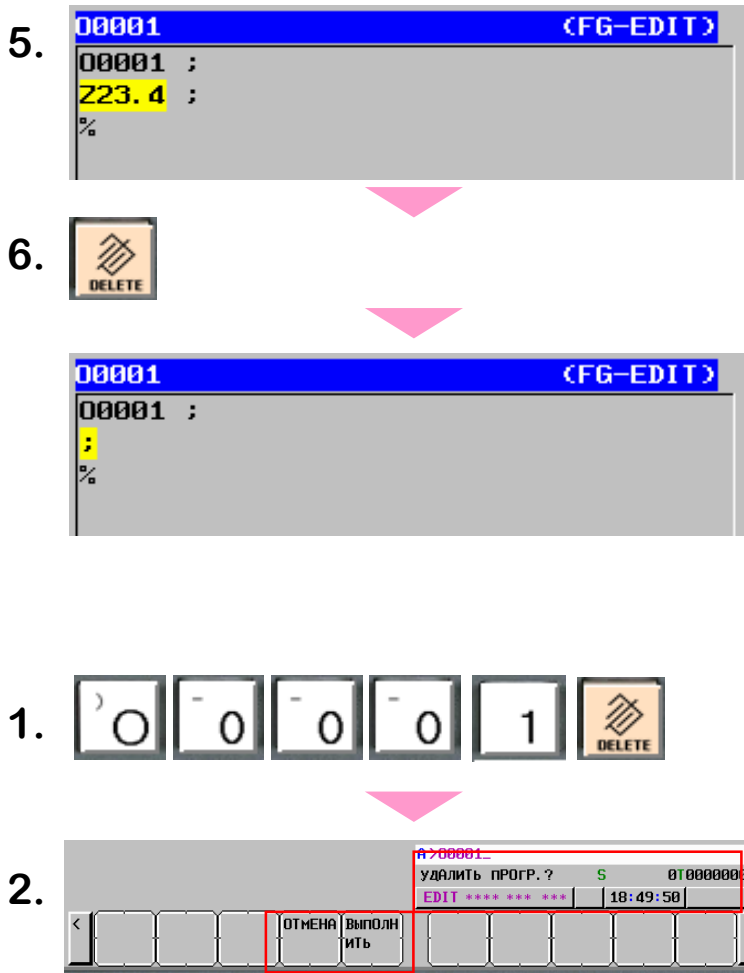 5.
O0001 (FG-EDIT)
O0001 ;
Z23.4 ;
%
6.
DELETE
O0001 (FG-EDIT)
O0001 ;
;
%
1. )O -0 -0 -0 1 DELETE
2.
A>O0001_
УДАЛИТЬ ПРОГР.? S 0T0000000
EDIT **** *** *** 18:49:50
< ОТМЕНА ВЫПОЛН
ИТЬ